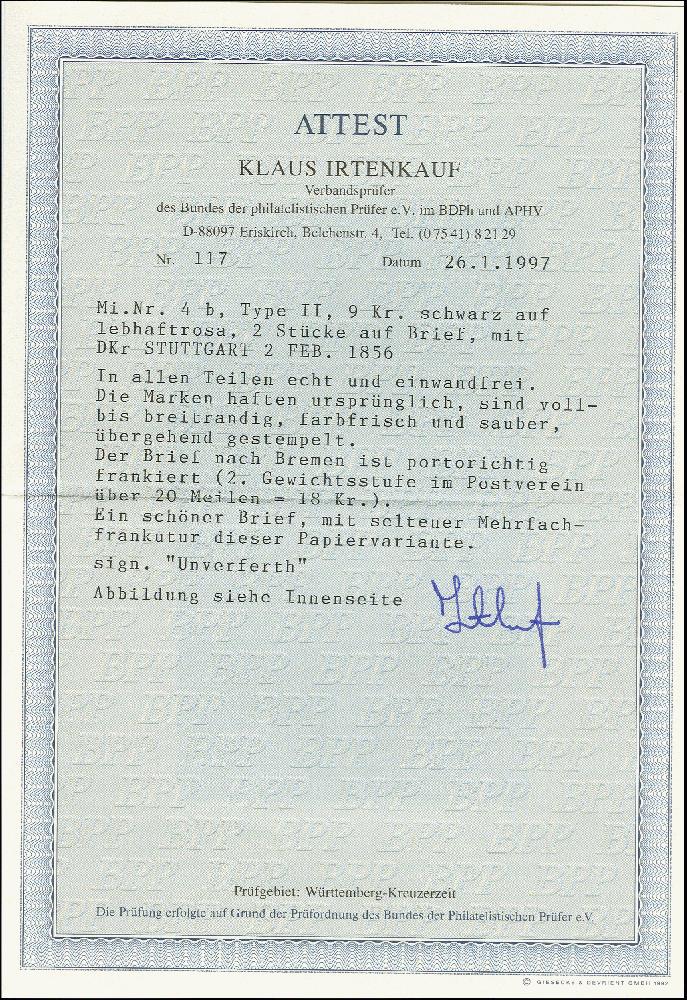 ATTEST
KLAUS IRTENKAUF
Verbandsprüfer
des Bundes der philatelistischen Prüfer e.V. im BDPh und APHV
D-88097 Eriskirch, Belchenstr. 4, Tel. (07541) 82129
Nr. 117 Datum 26.1.1997
Mi.Nr. 4 b, Type II, 9 Kr. schwarz auf
lebhaftrosa, 2 Stücke auf Brief, mit
DKr STUTTGART 2 FEB. 1856
In allen Teilen echt und einwandfrei.
Die Marken haften ursprünglich, sind voll-
bis breitrandig, farbfrisch und sauber,
übergehend gestempelt.
Der Brief nach Bremen ist portorichtig
frankiert (2. Gewichtsstufe im Postverein
über 20 Meilen = 18 Kr.).
Ein schöner Brief, mit seltener Mehrfach-
frankutur dieser Papiervariante.
sign. "Unverferth"
Abbildung siehe Innenseite
Prüfgebiet: Württemberg-Kreuzerzeit
Die Prüfung erfolgte auf Grund der Prüfordnung des Bundes der Philatelistischen Prüfer e.V.
© GIESECKE & DEVRIENT GMBH 1992